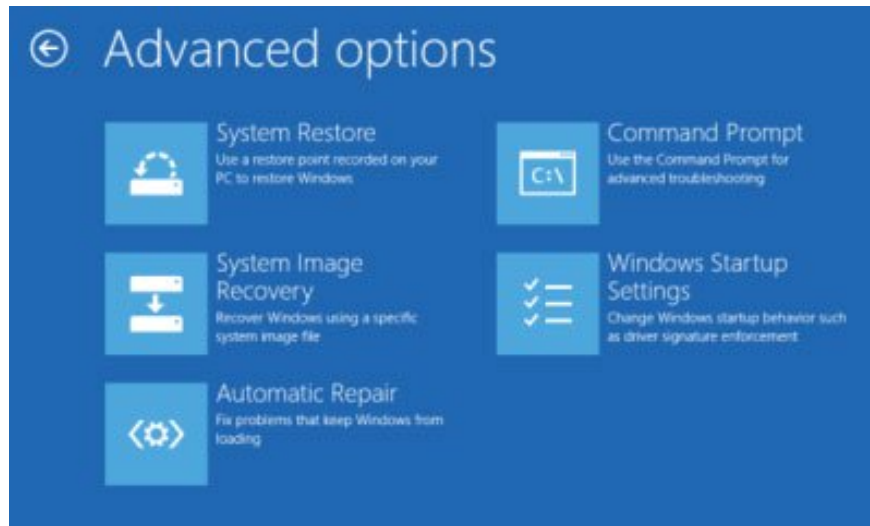 Advanced options
System Restore
Use a restore point recorded on your
PC to restore Windows
System Image
Recovery
Recover Windows using a specific
system image file
Automatic Repair
Fix problems that keep Windows from
loading
Command Prompt
Use the Command Prompt for
advanced troubleshooting
C:\
Windows Startup
Settings
Change Windows startup behavior such
as driver signature enforcement